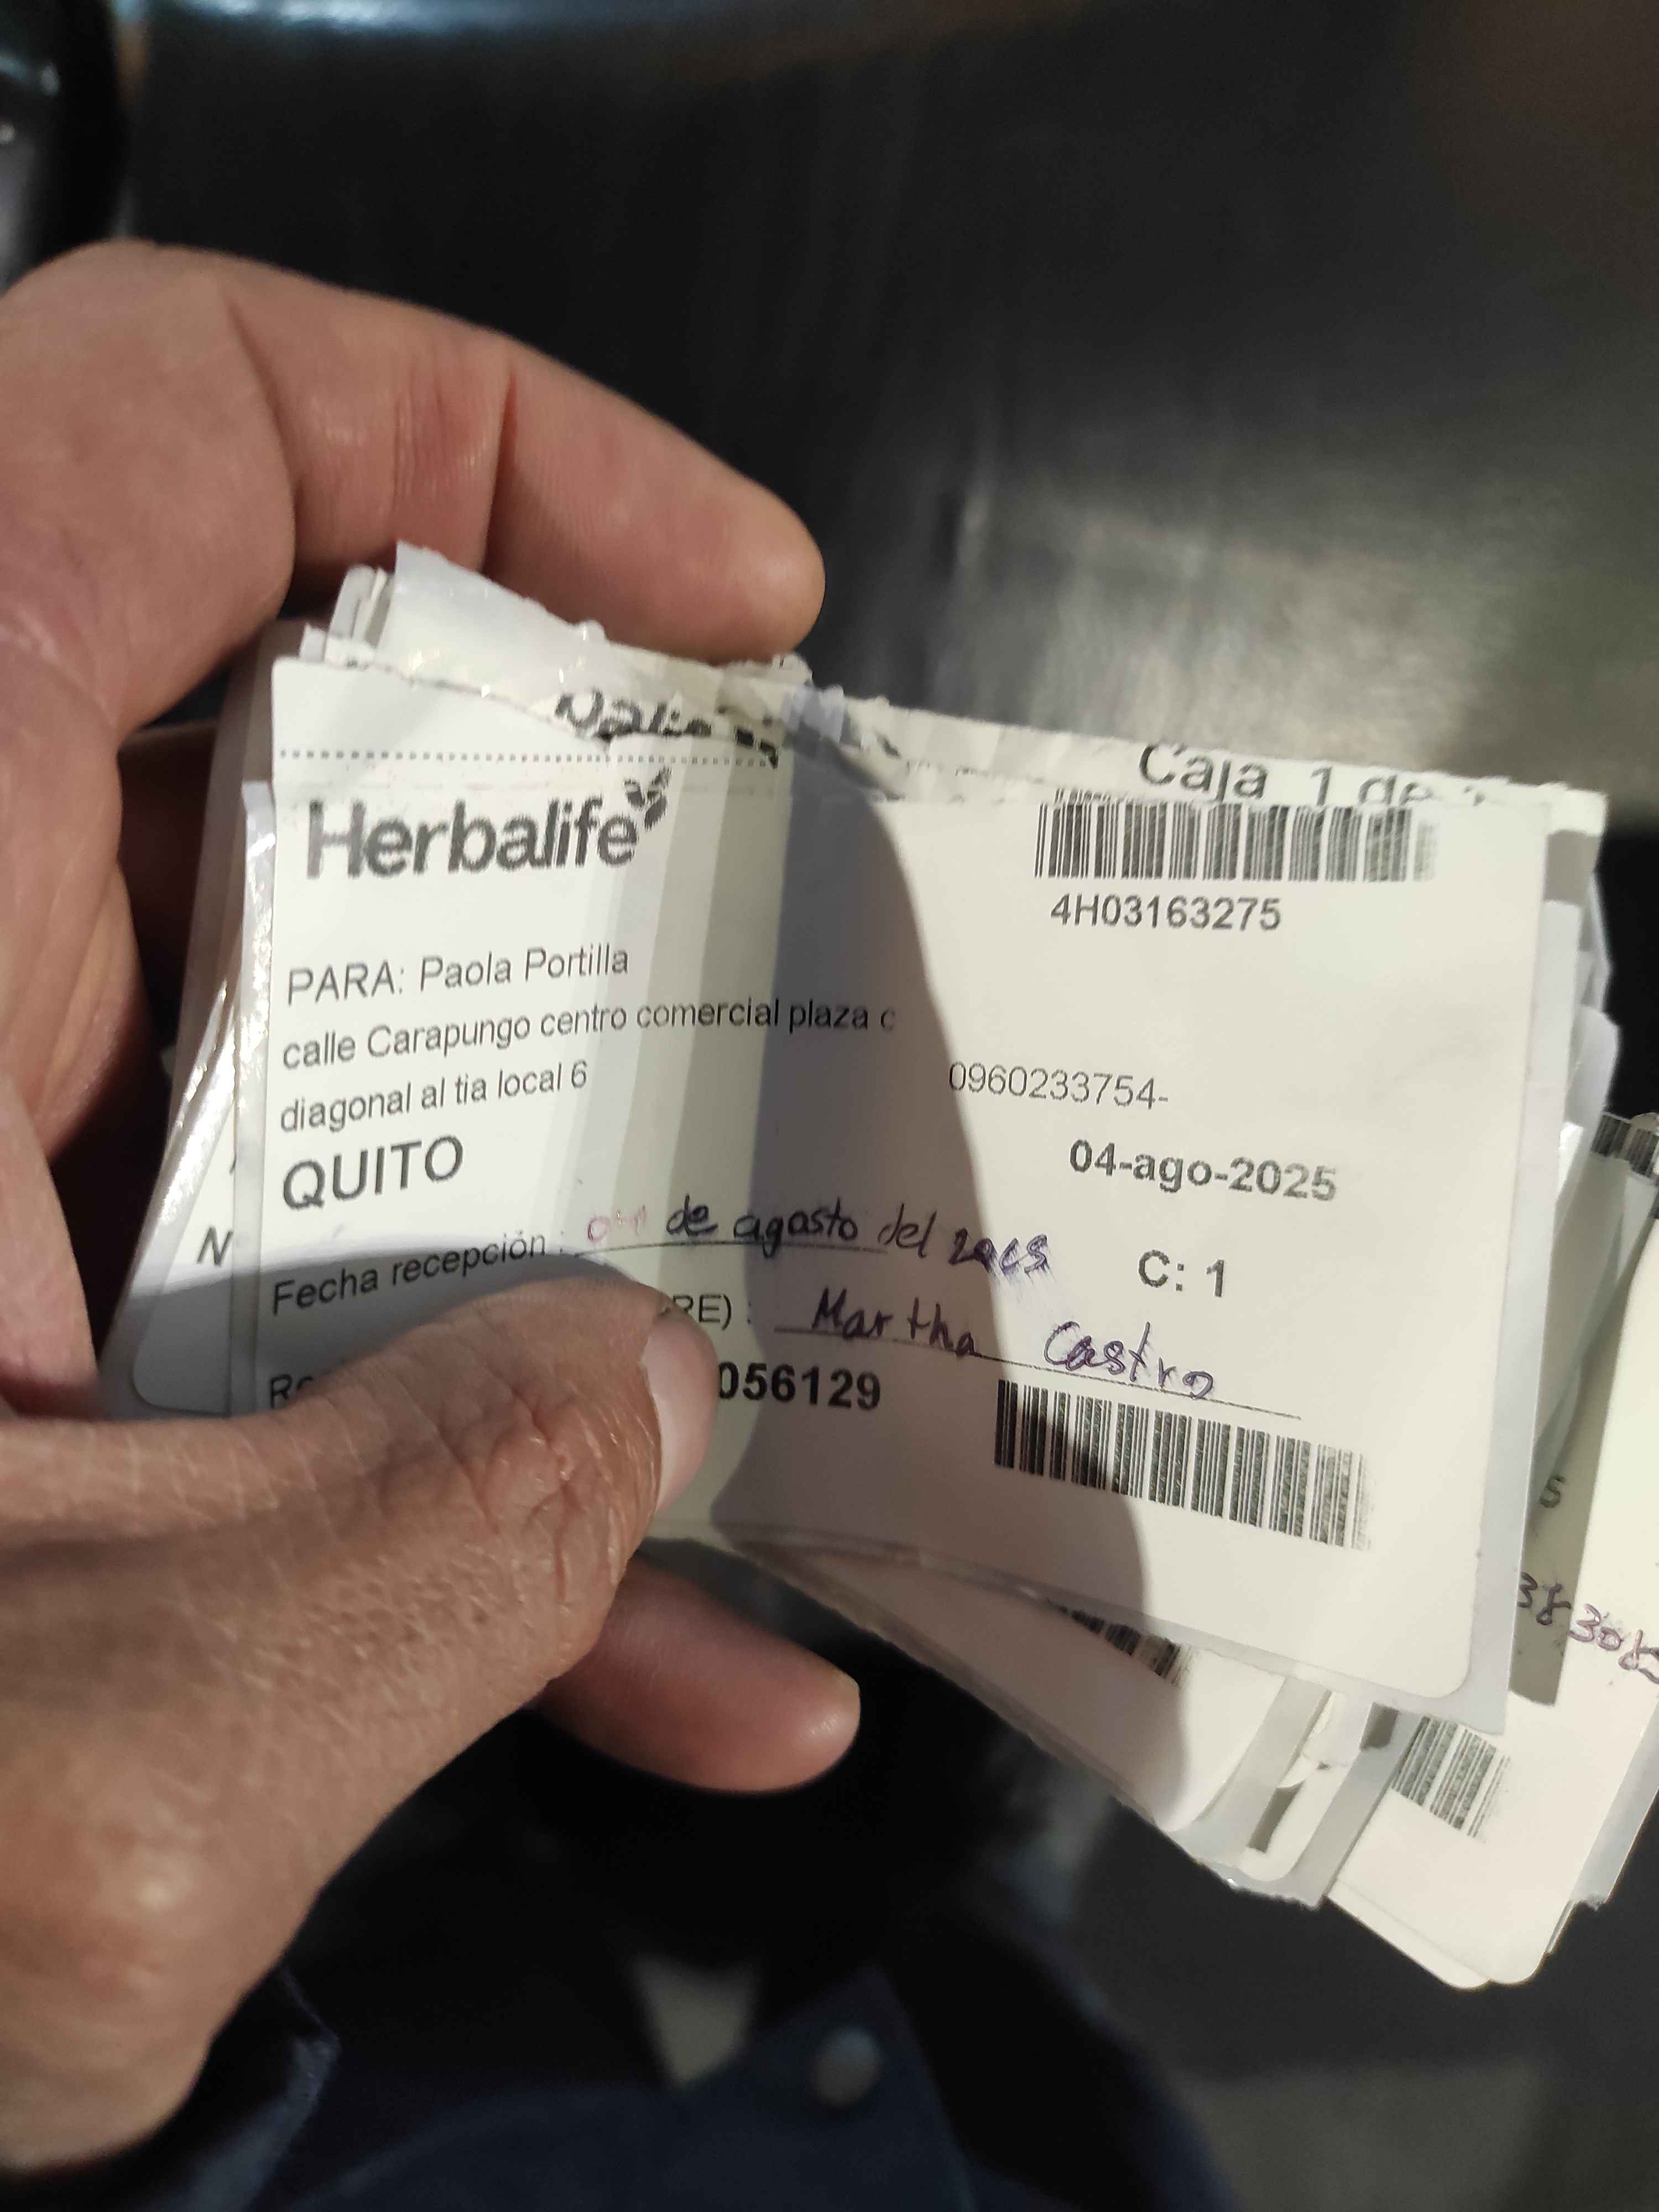 Caja 1 de
Herbalife
4H03163275
PARA: Paola Portilla
calle Carapungo centro comercial plaza c
diagonal al tia local 6
0960233754-
QUITO
04-ago-2025
Fecha recepción : de agosto del
C: 1
RE) : Martha Castro
056129
N
S